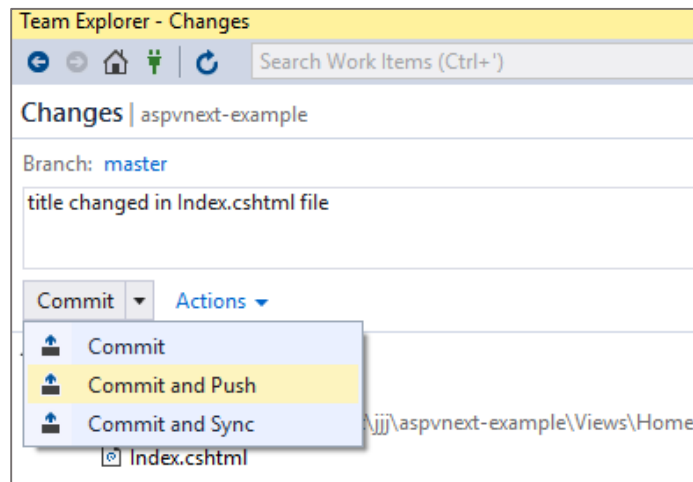 Team Explorer - Changes
Search Work Items (Ctrl+')
Changes | aspvnext-example
Branch: master
title changed in Index.cshtml file
Commit Actions
Commit
Commit and Push
Commit and Sync
\jjj\aspvnext-example\Views\Home
Index.cshtml